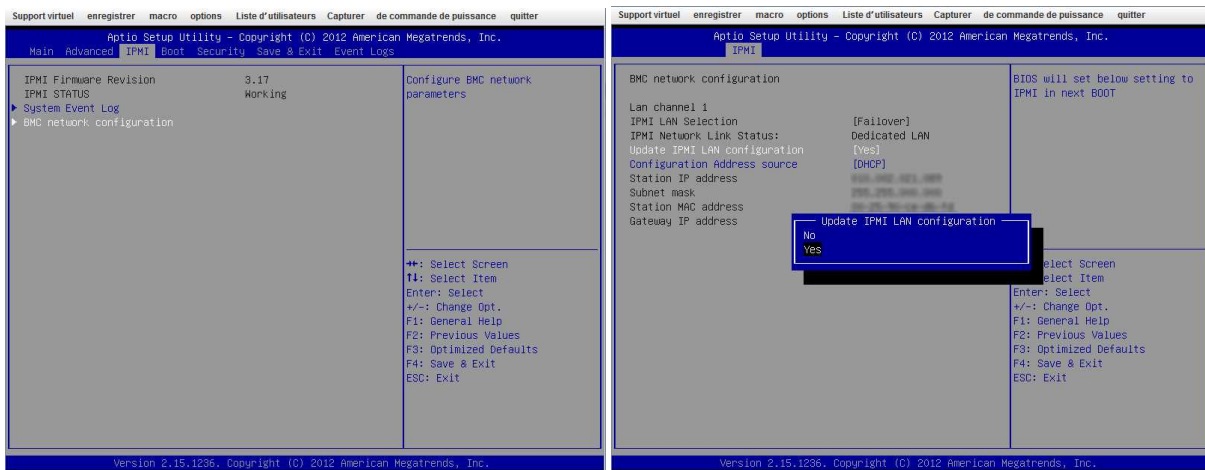 Support virtuel enregistrer macro options Liste d'utilisateurs Capturer de commande de puissance quitter
Aptio Setup Utility – Copyright (C) 2012 American Megatrends, Inc.
Main Advanced IPMI Boot Security Save & Exit Event Logs
IPMI Firmware Revision 3.17
IPMI STATUS Working
System Event Log
BMC network configuration
Configure BMC network
parameters
→←: Select Screen
↑↓: Select Item
Enter: Select
+/-: Change Opt.
F1: General Help
F2: Previous Values
F3: Optimized Defaults
F4: Save & Exit
ESC: Exit
Version 2.15.1236. Copyright (C) 2012 American Megatrends, Inc.
Support virtuel enregistrer macro options Liste d'utilisateurs Capturer de commande de puissance quitter
Aptio Setup Utility – Copyright (C) 2012 American Megatrends, Inc.
IPMI
BMC network configuration
Lan channel 1
IPMI LAN Selection [Failover]
IPMI Network Link Status: Dedicated LAN
Update IPMI LAN configuration [Yes]
Configuration Address source [DHCP]
Station IP address
Subnet mask
Station MAC address
Gateway IP address
Update IPMI LAN configuration
No
Yes
BIOS will set below setting to
IPMI in next BOOT
elect Screen
elect Item
Enter: Select
+/-: Change Opt.
F1: General Help
F2: Previous Values
F3: Optimized Defaults
F4: Save & Exit
ESC: Exit
Version 2.15.1236. Copyright (C) 2012 American Megatrends, Inc.